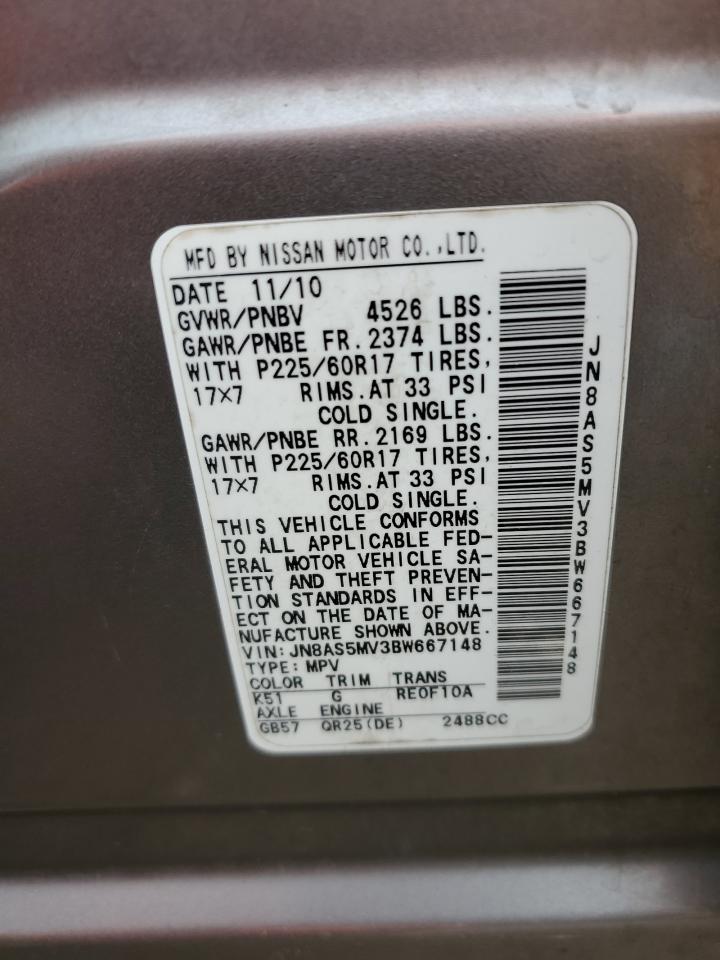 MFD BY NISSAN MOTOR CO.,LTD.
DATE 11/10
GVWR/PNBV 4526 LBS.
GAWR/PNBE FR.2374 LBS.
WITH P225/60R17 TIRES,
17×7 RIMS.AT 33 PSI
COLD SINGLE.
GAWR/PNBE RR.2169 LBS.
WITH P225/60R17 TIRES,
17×7 RIMS.AT 33 PSI
COLD SINGLE.
THIS VEHICLE CONFORMS
TO ALL APPLICABLE FED-
ERAL MOTOR VEHICLE SA-
FETY AND THEFT PREVEN-
TION STANDARDS IN EFF-
ECT ON THE DATE OF MA-
NUFACTURE SHOWN ABOVE.
VIN:JN8AS5MV3BW667148
TYPE:MPV
COLOR TRIM TRANS
K51 G RE0F10A
AXLE ENGINE
GB57 QR25(DE) 2488CC
JN8AS5MV3BW667148